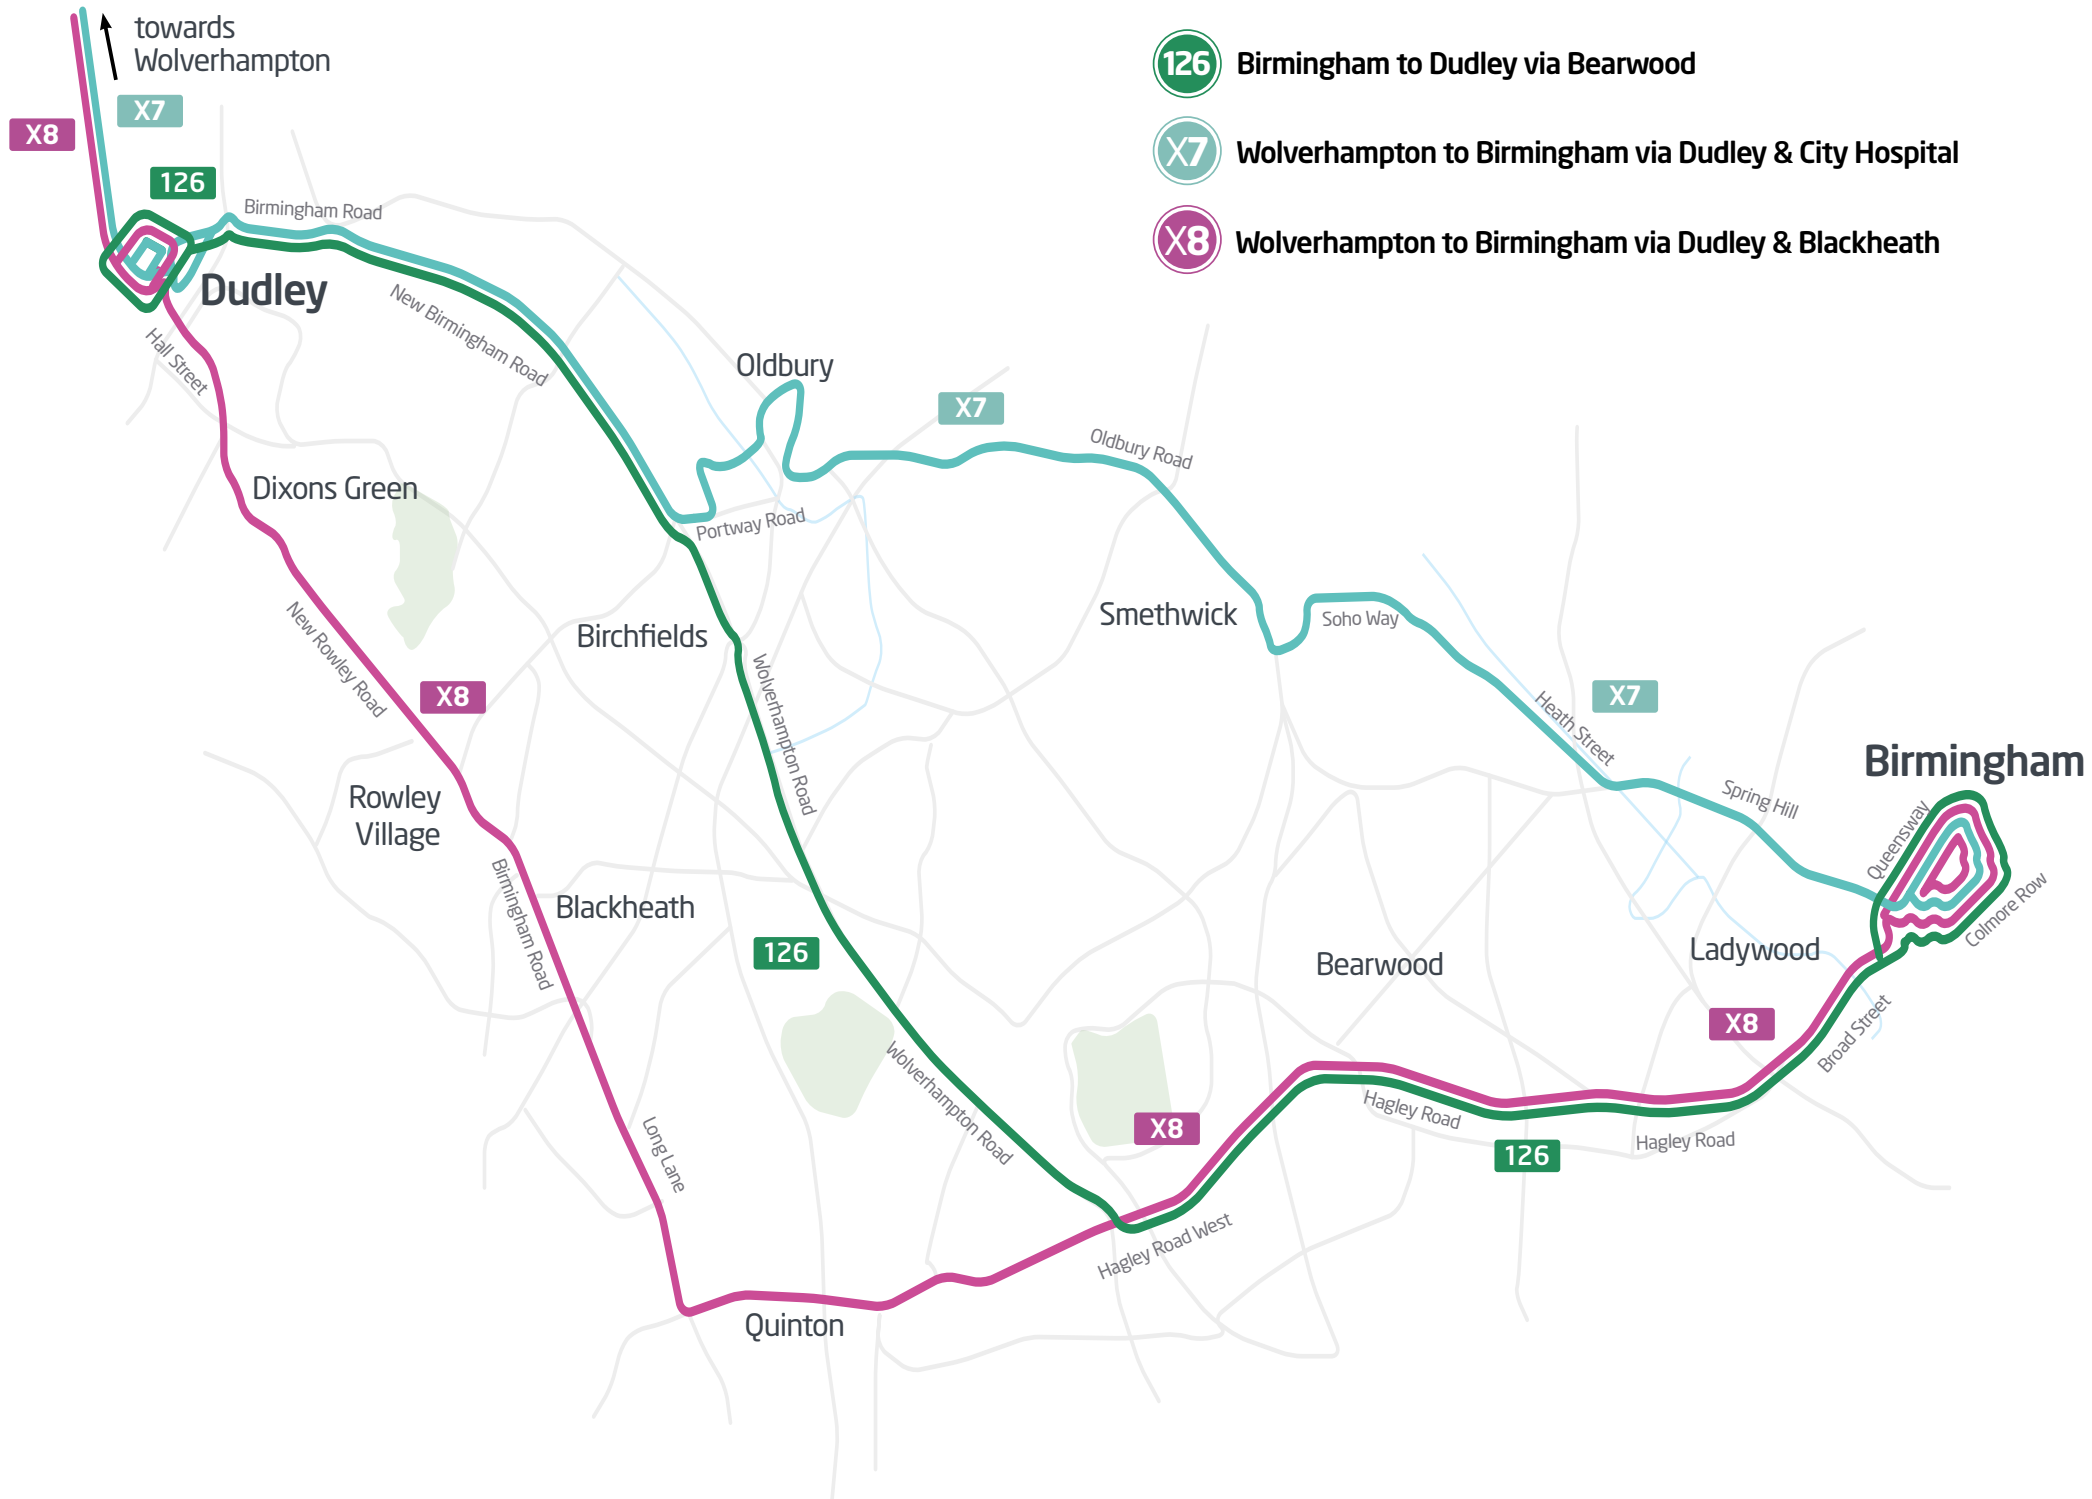 towards
Wolverhampton
X7
X8
126
126 Birmingham to Dudley via Bearwood
X7 Wolverhampton to Birmingham via Dudley & City Hospital
X8 Wolverhampton to Birmingham via Dudley & Blackheath
Birmingham Road
Dudley
New Birmingham Road
Hall Street
Oldbury
X7
Oldbury Road
Dixons Green
Portway Road
New Rowley Road
Birchfields
Smethwick
Soho Way
Wolverhampton Road
X8
Heath Street
X7
Birmingham
Rowley
Village
Spring Hill
Queensway
Birmingham Road
Blackheath
Colmore Row
126
Bearwood
Ladywood
X8
Broad Street
Wolverhampton Road
Long Lane
X8
Hagley Road
126
Hagley Road
Hagley Road West
Quinton